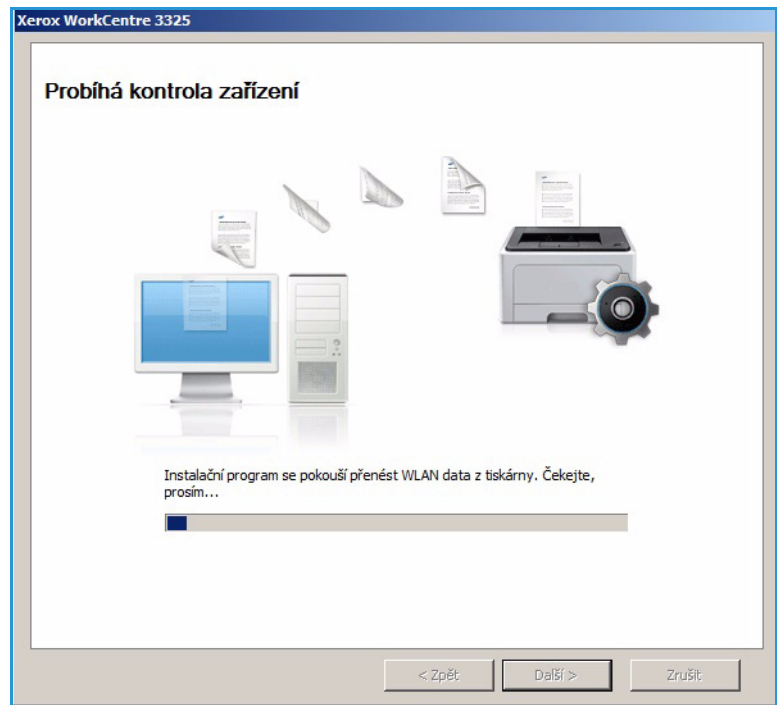 Xerox WorkCentre 3325
Probíhá kontrola zařízení
Instalační program se pokouší přenést WLAN data z tiskárny. Čekejte,
prosím...
< Zpět
Další >
Zrušit